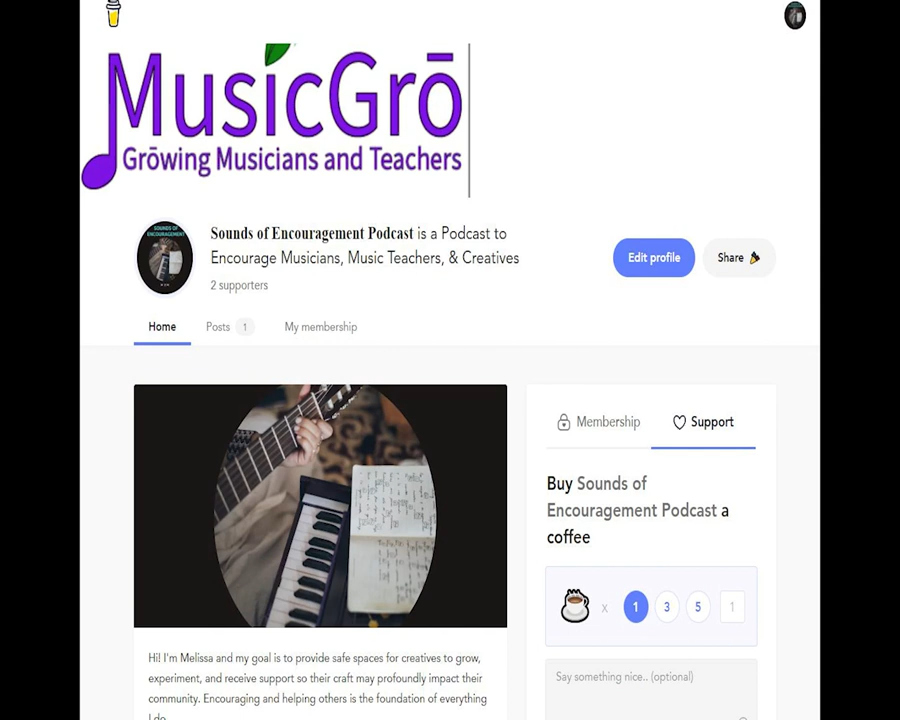 MusicGrō
Grōwing Musicians and Teachers
SOUNDS OF
ENCOURAGEMENT
Sounds of Encouragement Podcast is a Podcast to
Encourage Musicians, Music Teachers, & Creatives
2 supporters
Edit profile
Share
Home
Posts 1
My membership
Membership
Support
Buy Sounds of
Encouragement Podcast a
coffee
x 1 3 5 1
Say something nice.. (optional)
Hi! I'm Melissa and my goal is to provide safe spaces for creatives to grow,
experiment, and receive support so their craft may profoundly impact their
community. Encouraging and helping others is the foundation of everything
I do.